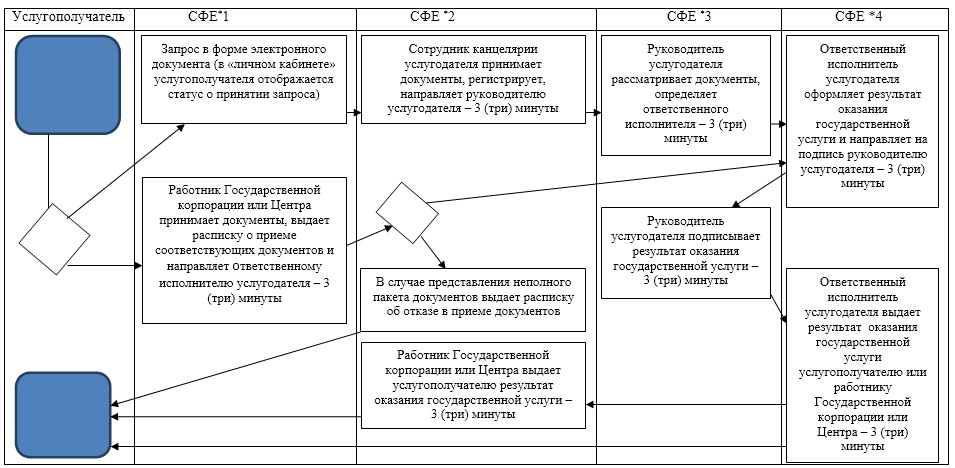 Услугополучатель
СФЕ*1
СФЕ *2
СФЕ *3
СФЕ *4
Запрос в форме электронного
документа (в «личном кабинете»
услугополучателя отображается
статус о принятии запроса)
Сотрудник канцелярии
услугодателя принимает
документы, регистрирует,
направляет руководителю
услугодателя – 3 (три) минуты
Руководитель
услугодателя
рассматривает документы,
определяет
ответственного
исполнителя – 3 (три)
минуты
Ответственный
исполнитель
услугодателя
оформляет результат
оказания
государственной
услуги и направляет на
подпись руководителю
услугодателя – 3 (три)
минуты
Работник Государственной
корпорации или Центра
принимает документы, выдает
расписку о приеме
соответствующих документов и
направляет ответственному
исполнителю услугодателя – 3
(три) минуты
Руководитель
услугодателя подписывает
результат оказания
государственной услуги –
3 (три) минуты
В случае представления неполного
пакета документов выдает расписку
об отказе в приеме документов
Ответственный
исполнитель
услугодателя выдает
результат оказания
государственной
услуги
услугополучателю или
работнику
Государственной
корпорации или
Центра – 3 (три)
минуты
Работник Государственной
корпорации или Центра выдает
услугополучателю результат
оказания государственной услуги –
3 (три) минуты